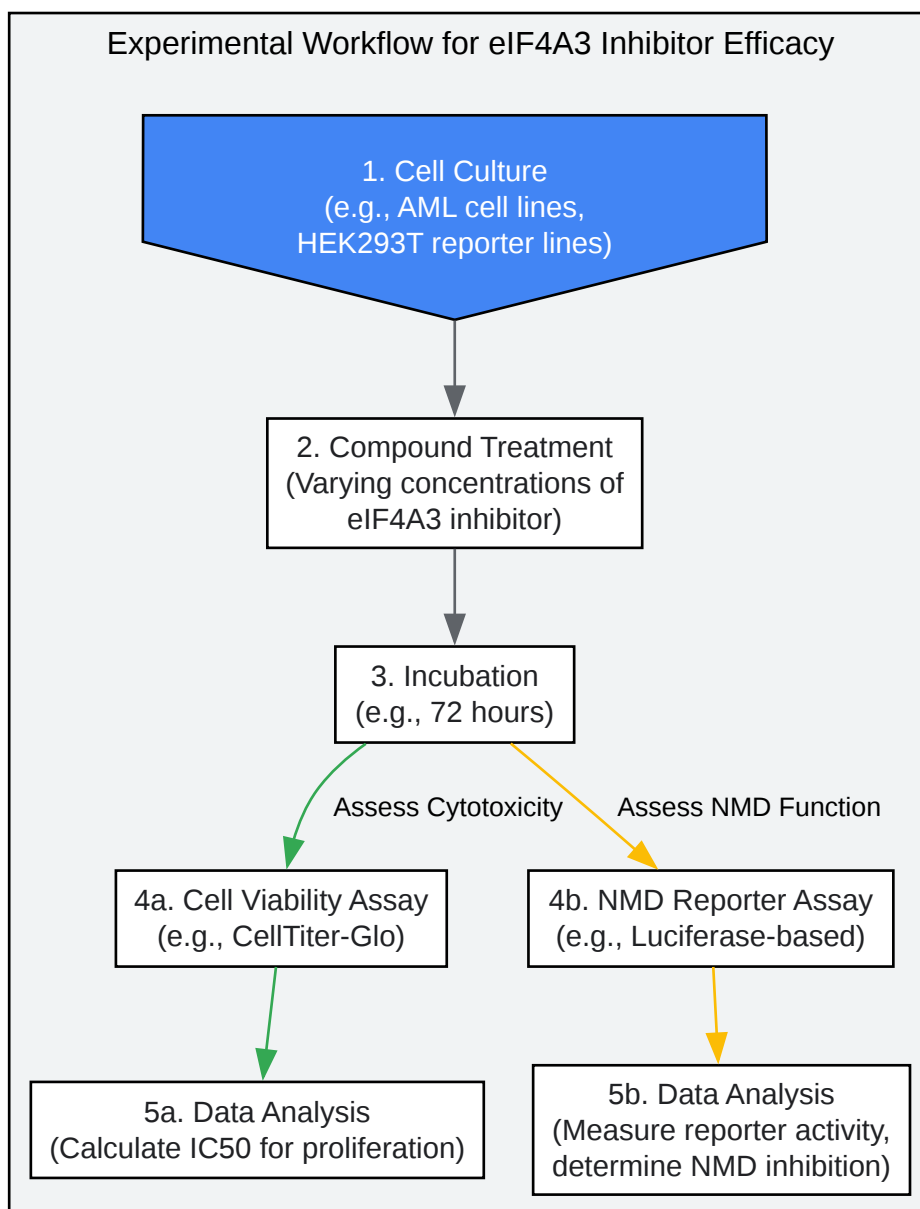 Experimental Workflow for eIF4A3 Inhibitor Efficacy
1. Cell Culture
(e.g., AML cell lines,
HEK293T reporter lines)
2. Compound Treatment
(Varying concentrations of
eIF4A3 inhibitor)
3. Incubation
(e.g., 72 hours)
Assess Cytotoxicity
Assess NMD Function
4a. Cell Viability Assay
(e.g., CellTiter-Glo)
4b. NMD Reporter Assay
(e.g., Luciferase-based)
5a. Data Analysis
(Calculate IC50 for proliferation)
5b. Data Analysis
(Measure reporter activity,
determine NMD inhibition)